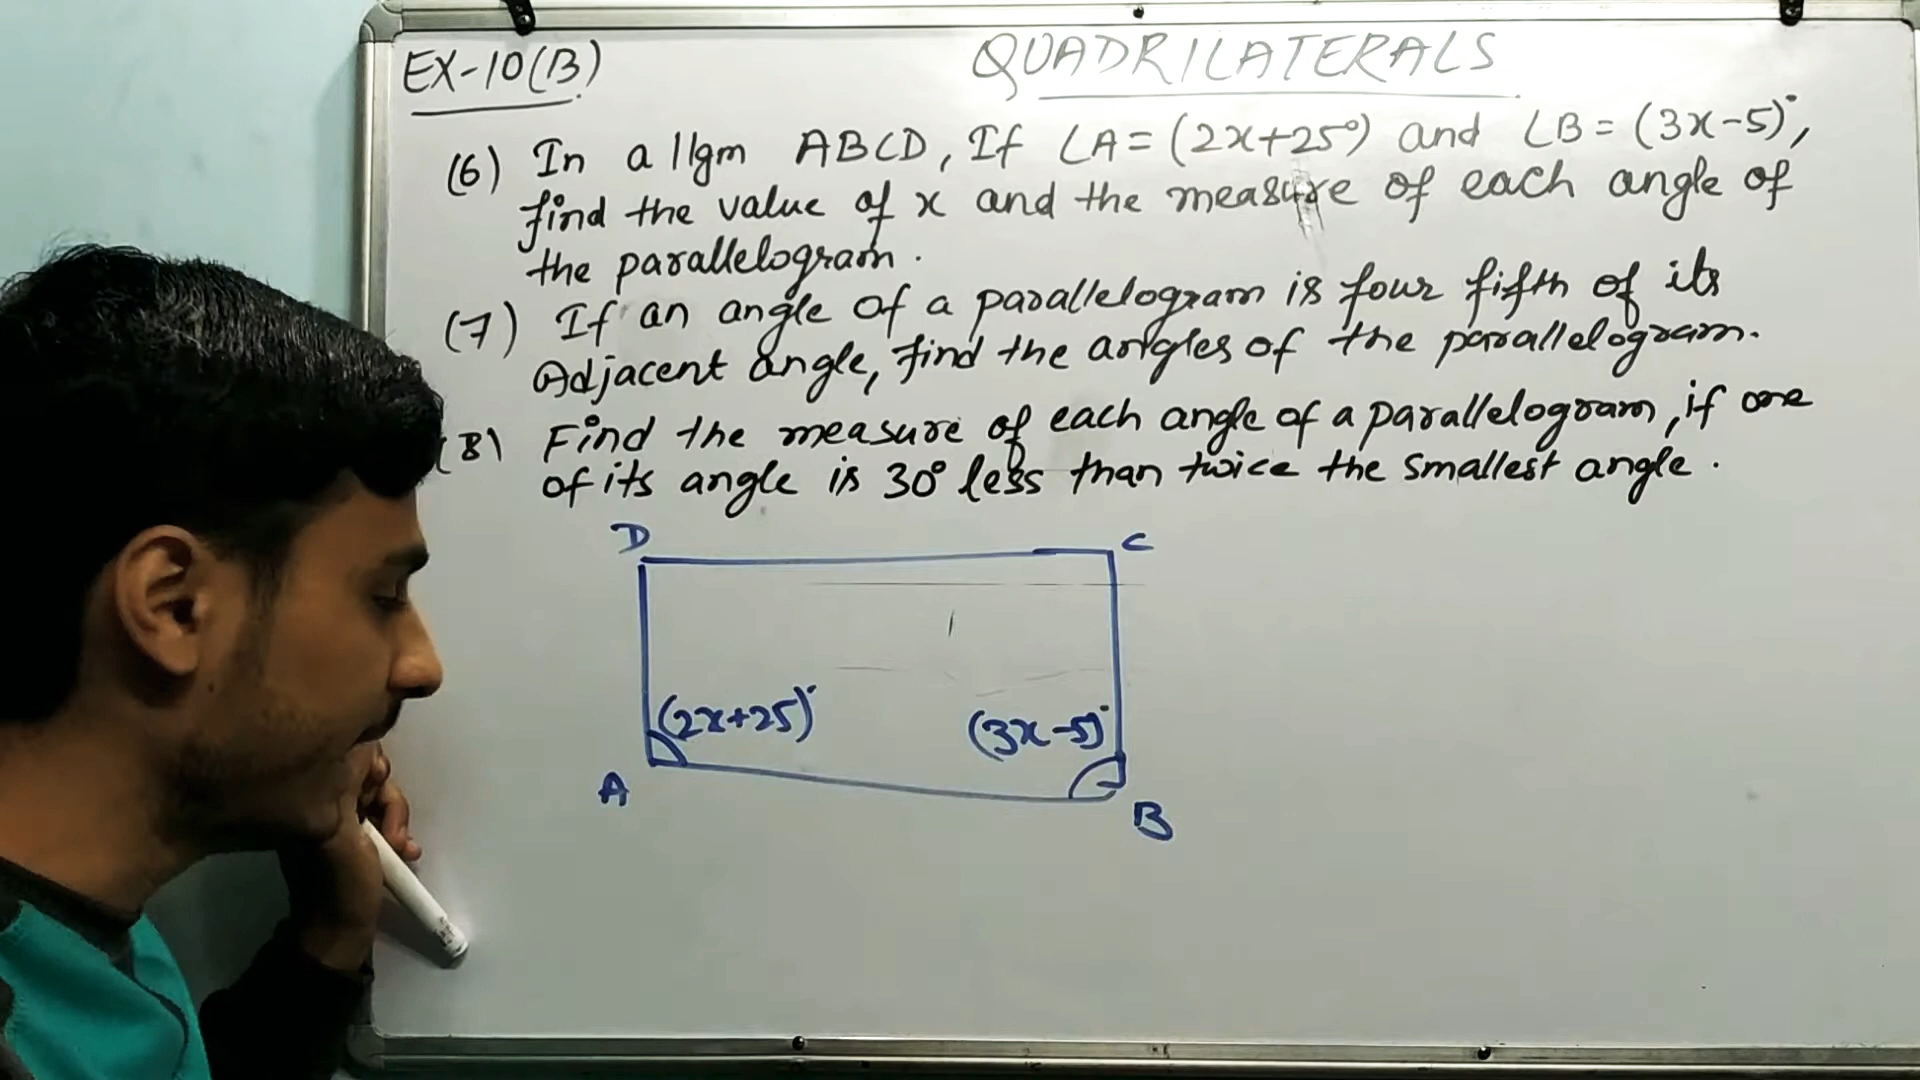 EX-10(B)
QUADRILATERALS
(6) In a llgm ABCD, If ∠A = (2x+25°) and ∠B = (3x-5)°,
find the value of x and the measure of each angle of
the parallelogram.
(7) If an angle of a parallelogram is four fifth of its
Adjacent angle, find the angles of the parallelogram.
(8) Find the measure of each angle of a parallelogram, if one
of its angle is 30° less than twice the smallest angle.
D
C
(2x+25)°
(3x-5)°
A
B